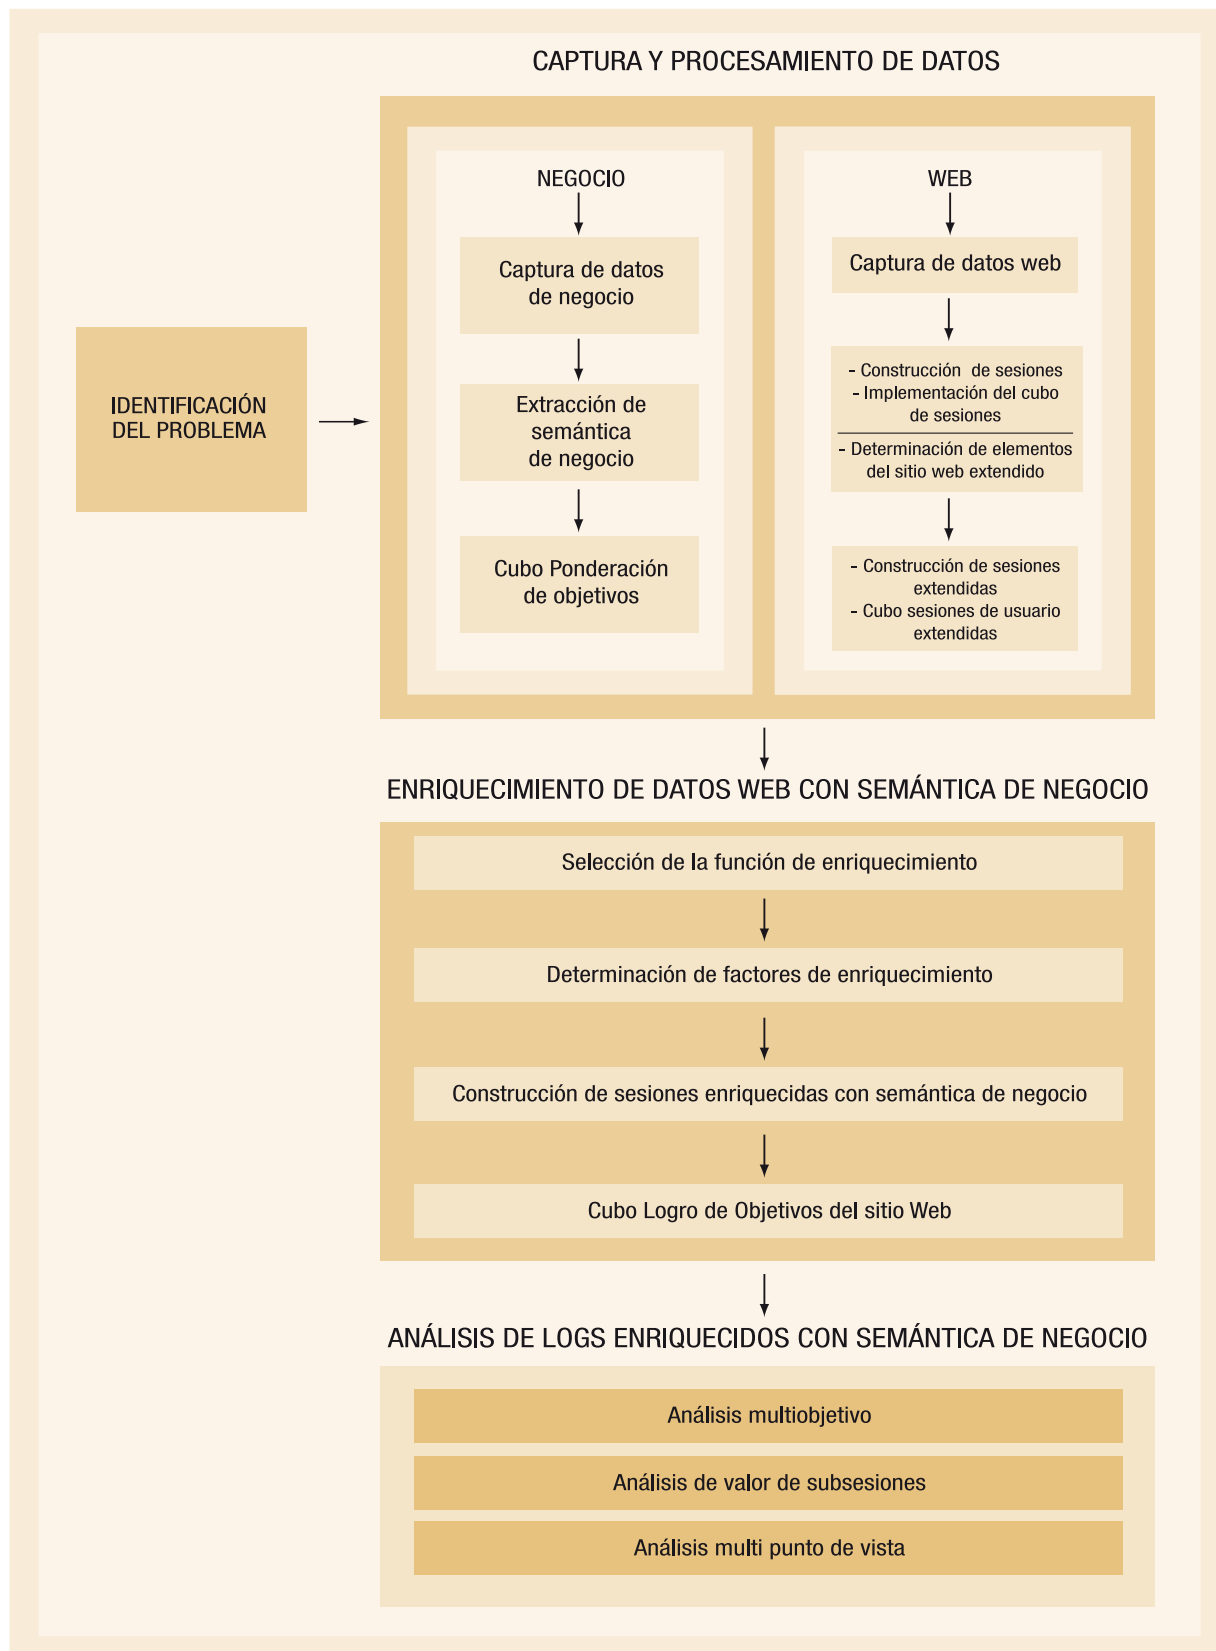 CAPTURA Y PROCESAMIENTO DE DATOS
IDENTIFICACIÓN
DEL PROBLEMA
NEGOCIO
Captura de datos
de negocio
Extracción de
semántica
de negocio
Cubo Ponderación
de objetivos
WEB
Captura de datos web
- Construcción de sesiones
- Implementación del cubo
de sesiones
- Determinación de elementos
del sitio web extendido
- Construcción de sesiones
extendidas
- Cubo sesiones de usuario
extendidas
ENRIQUECIMIENTO DE DATOS WEB CON SEMÁNTICA DE NEGOCIO
Selección de la función de enriquecimiento
Determinación de factores de enriquecimiento
Construcción de sesiones enriquecidas con semántica de negocio
Cubo Logro de Objetivos del sitio Web
ANÁLISIS DE LOGS ENRIQUECIDOS CON SEMÁNTICA DE NEGOCIO
Análisis multiobjetivo
Análisis de valor de subsesiones
Análisis multi punto de vista